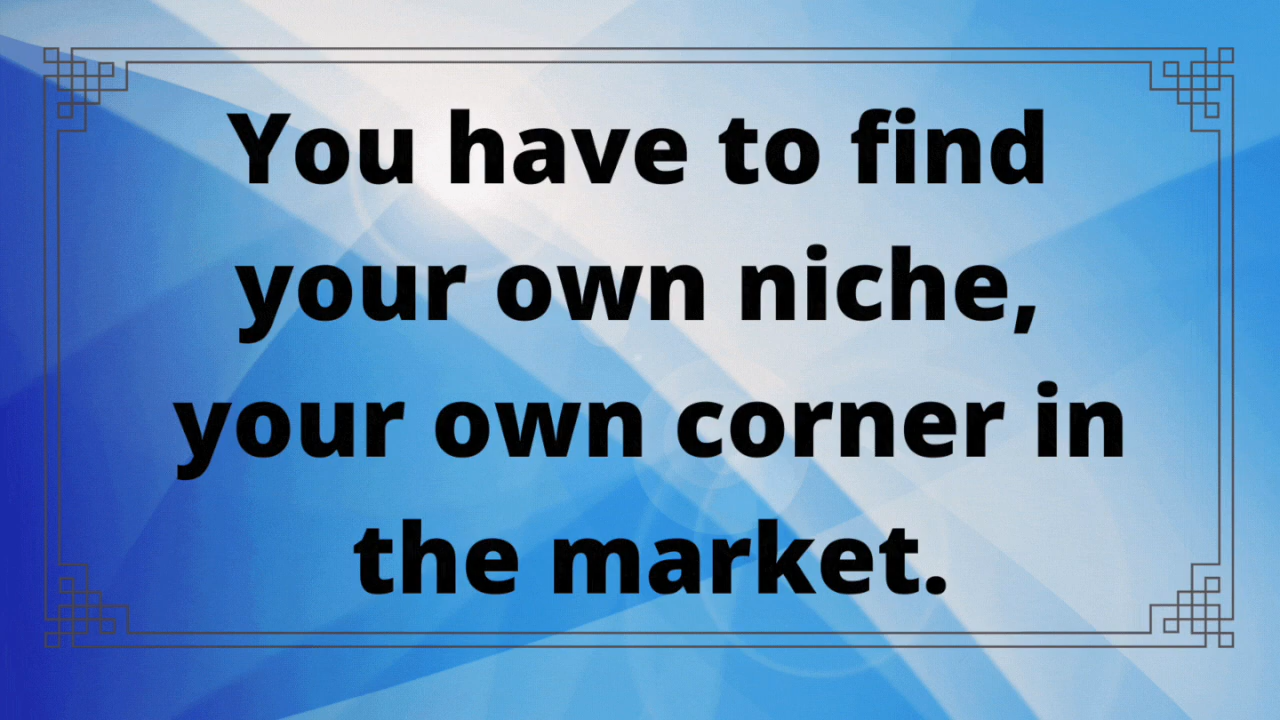 You have to find
your own niche,
your own corner in
the market.